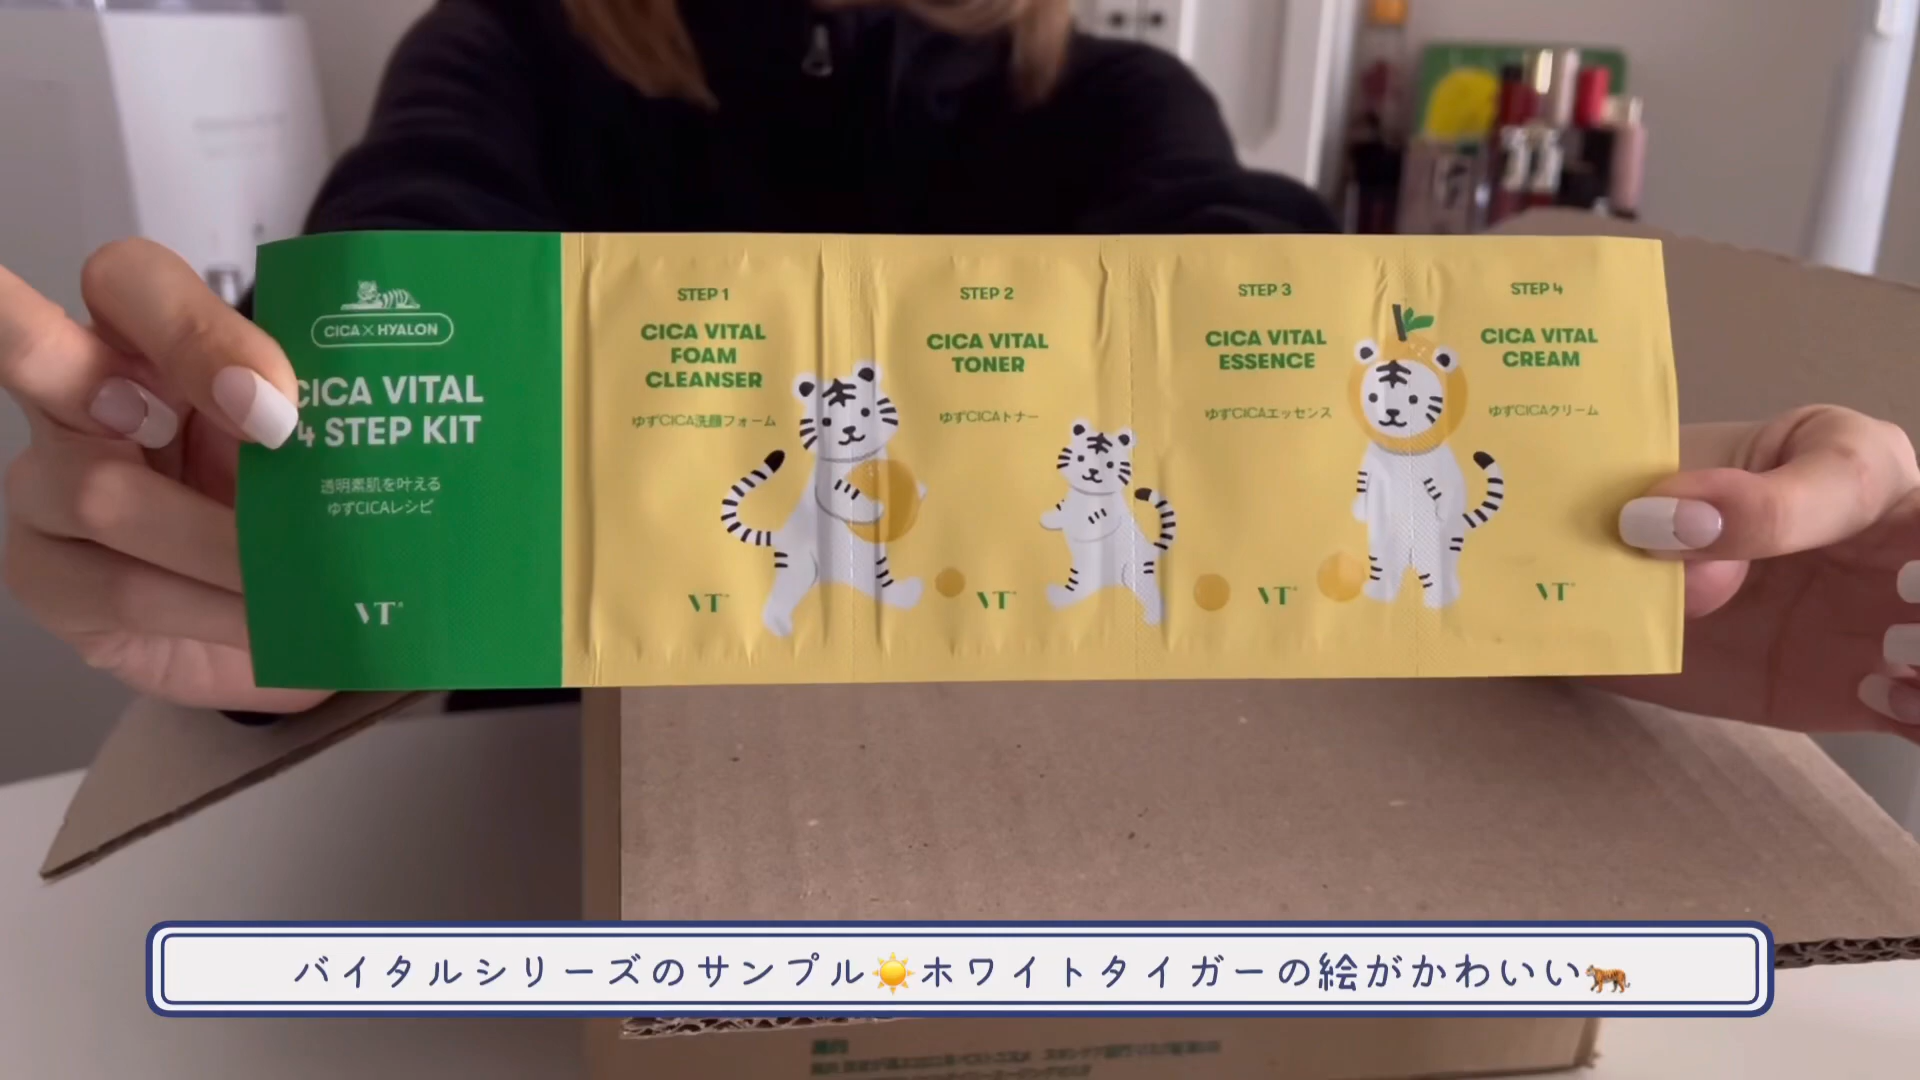 CICA×HYALON
CICA VITAL
4 STEP KIT
透明素肌を叶える
ゆずCICAレシピ
VT
STEP 1
CICA VITAL
FOAM
CLEANSER
ゆずCICA洗顔フォーム
VT
STEP 2
CICA VITAL
TONER
ゆずCICAトナー
VT
STEP 3
CICA VITAL
ESSENCE
ゆずCICAエッセンス
VT
STEP 4
CICA VITAL
CREAM
ゆずCICAクリーム
VT
バイタルシリーズのサンプル☀️ホワイトタイガーの絵がかわいい🐅